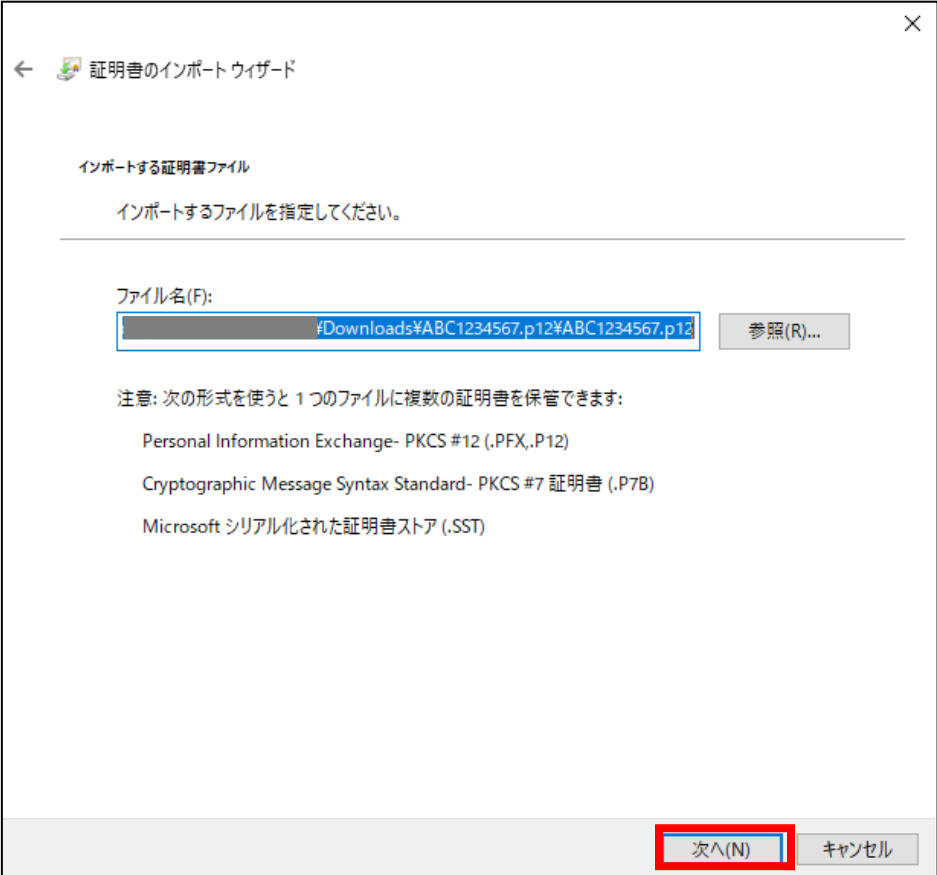 証明書のインポート ウィザード
インポートする証明書ファイル
インポートするファイルを指定してください。
ファイル名(F):
¥Downloads¥ABC1234567.p12¥ABC1234567.p12
参照(R)...
注意: 次の形式を使うと 1 つのファイルに複数の証明書を保管できます:
Personal Information Exchange- PKCS #12 (.PFX,.P12)
Cryptographic Message Syntax Standard- PKCS #7 証明書 (.P7B)
Microsoft シリアル化された証明書ストア (.SST)
次へ(N)
キャンセル